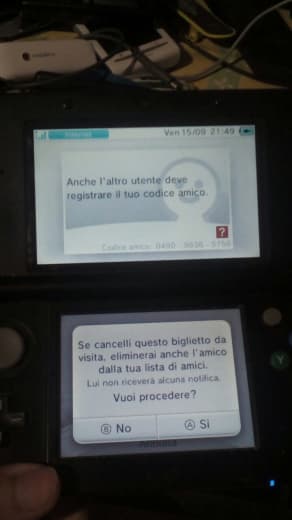 Internet
Ven 15/09 21:49
Anche l'altro utente deve
registrare il tuo codice amico.
?
Codice amico:
Se cancelli questo biglietto da
visita, eliminerai anche l'amico
dalla tua lista di amici.
Lui non riceverà alcuna notifica.
Vuoi procedere?
Ⓑ No
Ⓐ Sì
Y